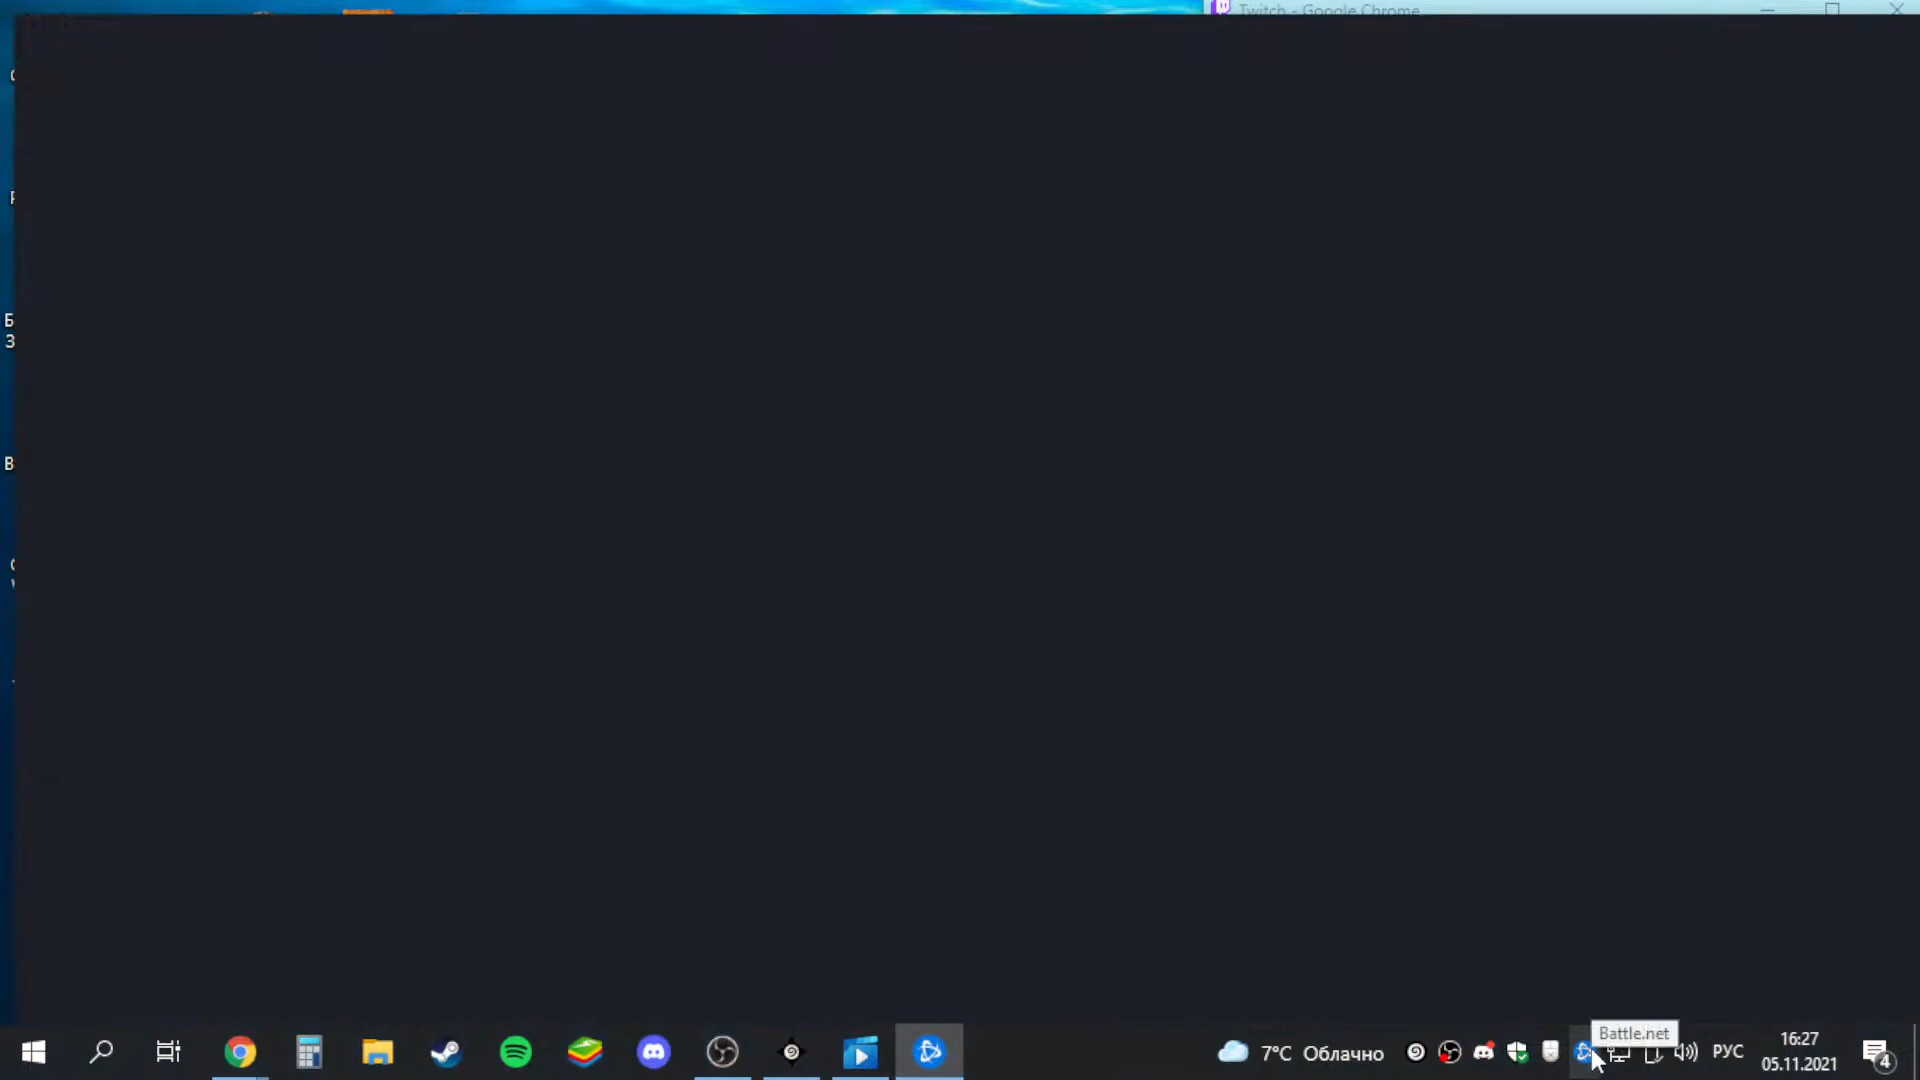 Twitch - Google Chrome
Б
З
В
Battle.net
7°C Облачно
РУС
16:27
05.11.2021
4